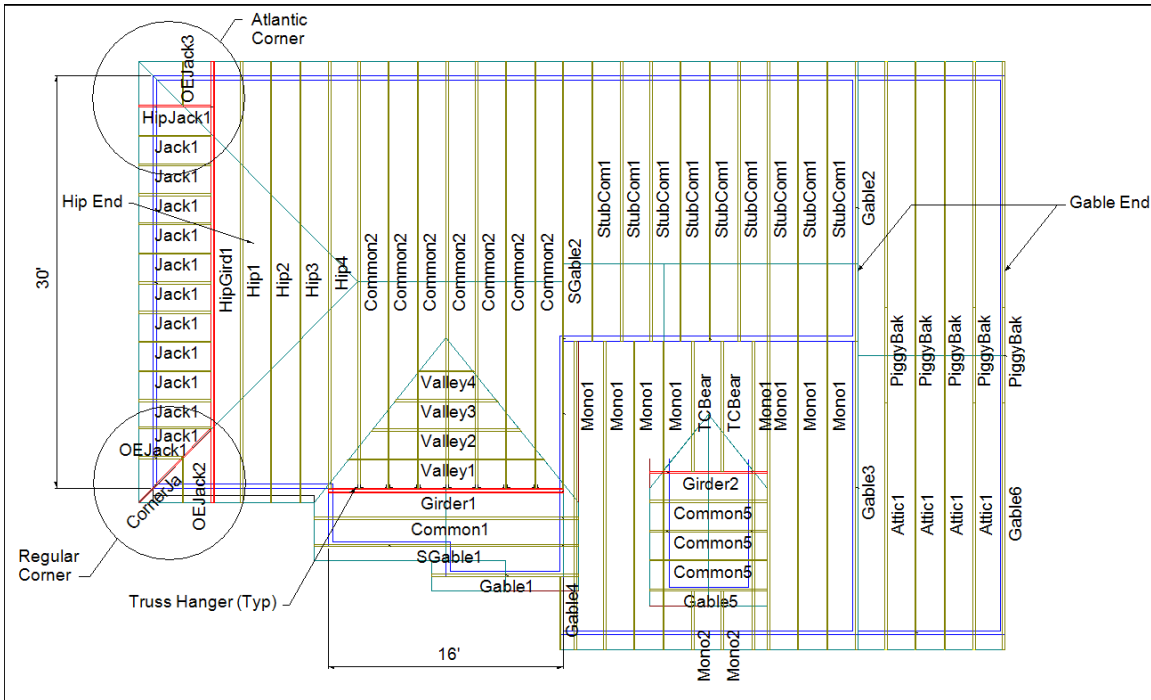 Atlantic
Corner
OEJack3
HipJack1
Jack1
Jack1
Jack1
Jack1
Jack1
Jack1
Jack1
Jack1
Jack1
Jack1
Jack1
OEJack1
CornerJa
OEJack2
Hip End
30'
HipGird1
Hip1
Hip2
Hip3
Hip4
Common2
Common2
Common2
Common2
Common2
Common2
Common2
SGable2
StubCom1
StubCom1
StubCom1
StubCom1
StubCom1
StubCom1
StubCom1
StubCom1
Gable2
Gable End
Valley4
Valley3
Valley2
Valley1
Girder1
Common1
SGable1
Gable1
Gable4
Mono1
Mono1
Mono1
Mono1
TCBear
TCBear
Mono1
Mono1
Mono1
Girder2
Common5
Common5
Common5
Gable5
Mono2
Mono2
Gable3
PiggyBak
PiggyBak
PiggyBak
PiggyBak
PiggyBak
Attic1
Attic1
Attic1
Attic1
Gable6
Regular
Corner
Truss Hanger (Typ)
16'